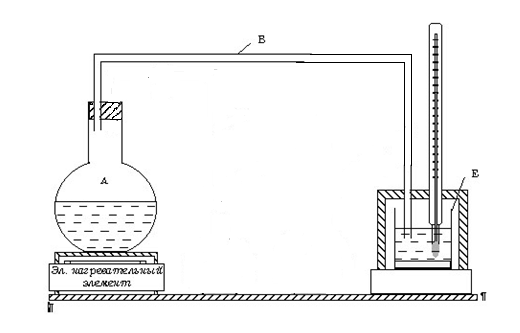 В
А
Е
Эл. нагревательный
элемент
¶
¶